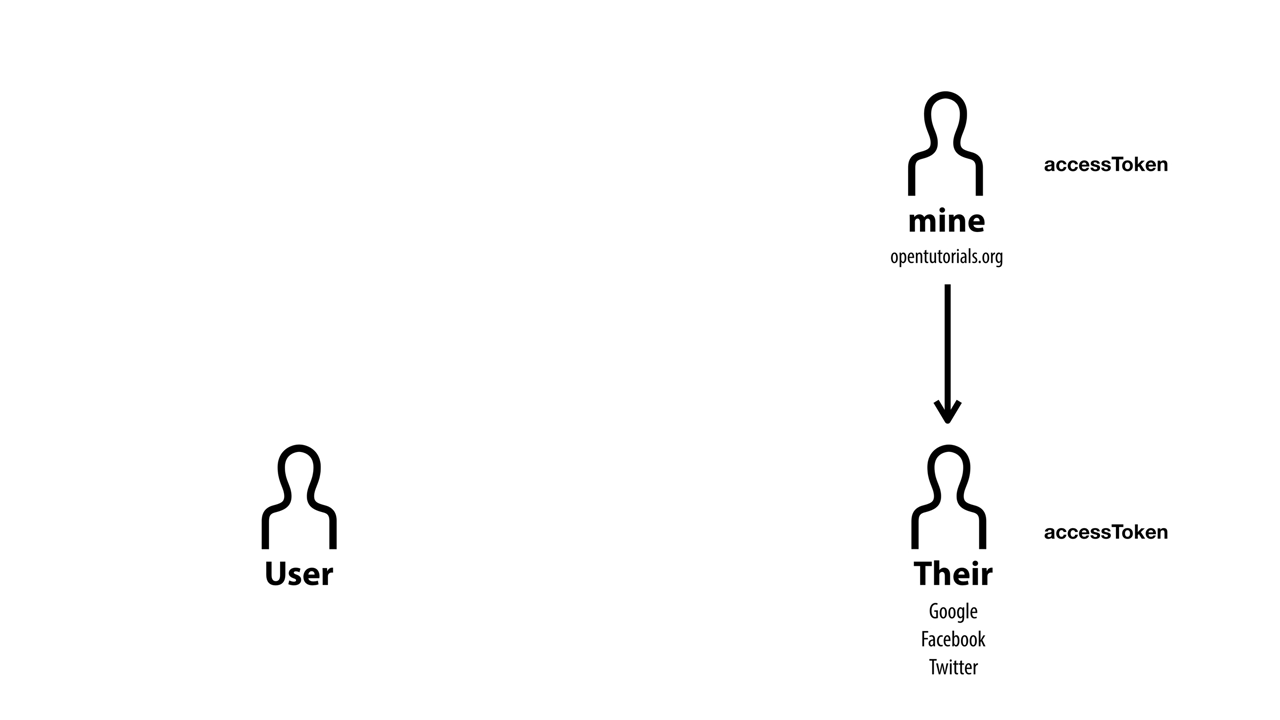 accessToken
mine
opentutorials.org
User
Their
accessToken
Google
Facebook
Twitter